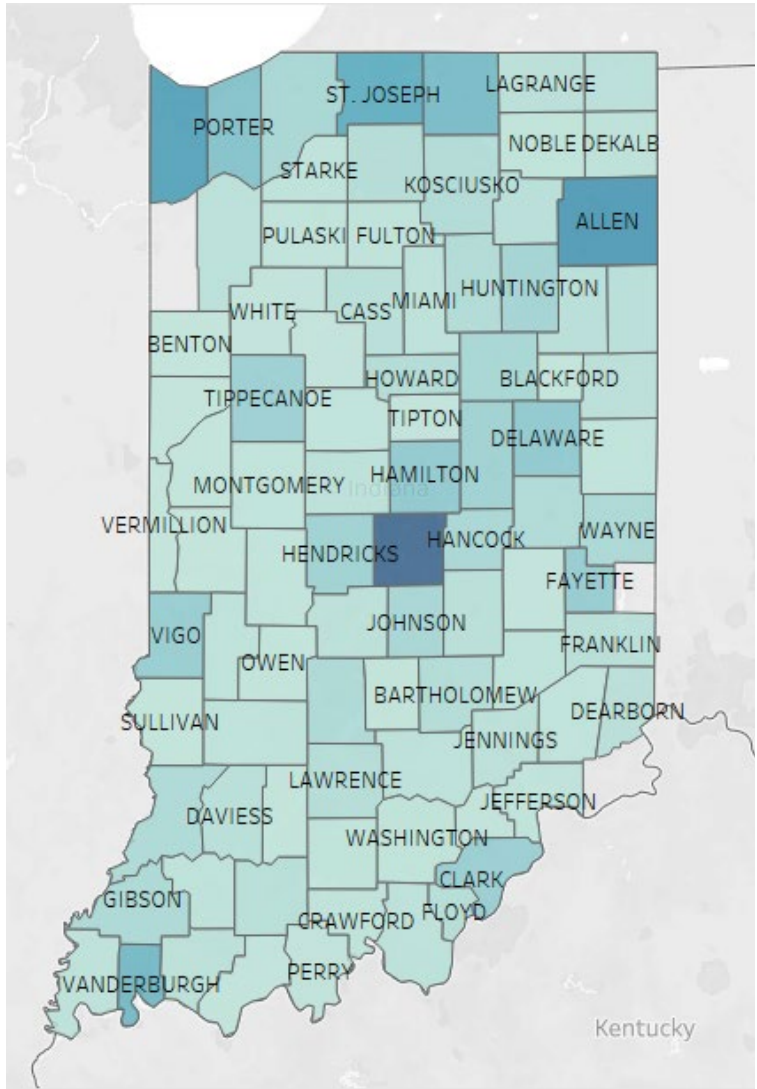 LAGRANGE
ST. JOSEPH
PORTER
NOBLE DEKALB
STARKE
KOSCIUSKO
ALLEN
PULASKI FULTON
HUNTINGTON
MIAMI
WHITE CASS
BENTON
HOWARD BLACKFORD
TIPPECANOE
TIPTON
DELAWARE
HAMILTON
MONTGOMERY
Indiana
VERMILLION
WAYNE
HANCOCK
HENDRICKS
FAYETTE
JOHNSON
VIGO
FRANKLIN
OWEN
BARTHOLOMEW
DEARBORN
SULLIVAN
JENNINGS
LAWRENCE
JEFFERSON
DAVIESS
WASHINGTON
CLARK
GIBSON
FLOYD
CRAWFORD
PERRY
VANDERBURGH
Kentucky